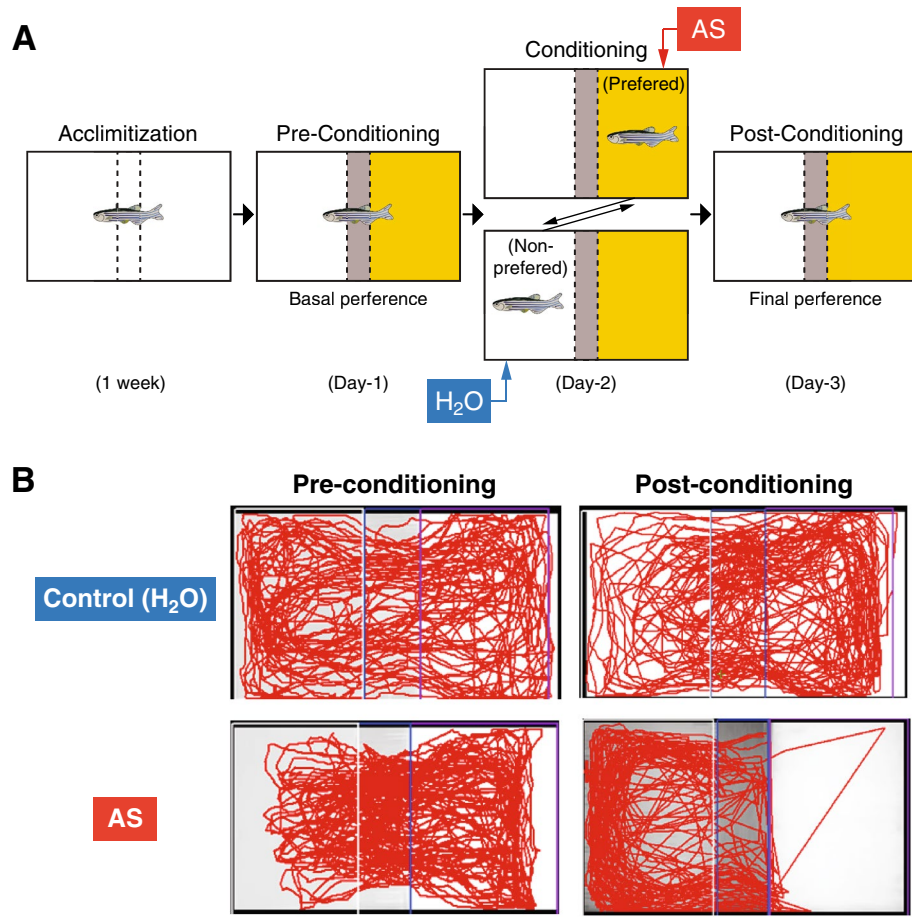 A
AS
Conditioning
(Prefered)
Acclimitization
Pre-Conditioning
Post-Conditioning
(Non-
prefered)
Basal perference
Final perference
(1 week)
(Day-1)
(Day-2)
(Day-3)
H₂O
B
Pre-conditioning
Post-conditioning
Control (H₂O)
AS